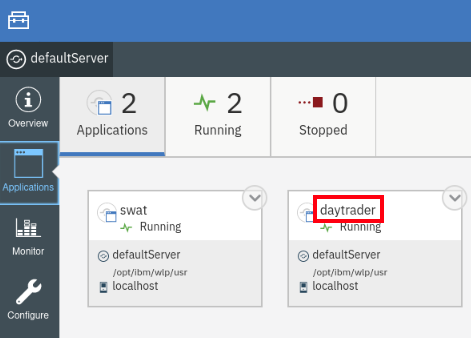 defaultServer
Overview
Applications
Monitor
Configure
2
Applications
2
Running
0
Stopped
swat
Running
defaultServer
/opt/ibm/wlp/usr
localhost
daytrader
Running
defaultServer
/opt/ibm/wlp/usr
localhost